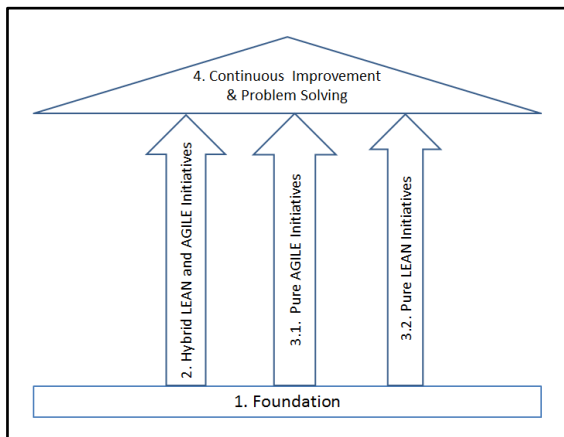 4. Continuous Improvement
& Problem Solving
2. Hybrid LEAN and AGILE Initiatives
3.1. Pure AGILE Initiatives
3.2. Pure LEAN Initiatives
1. Foundation